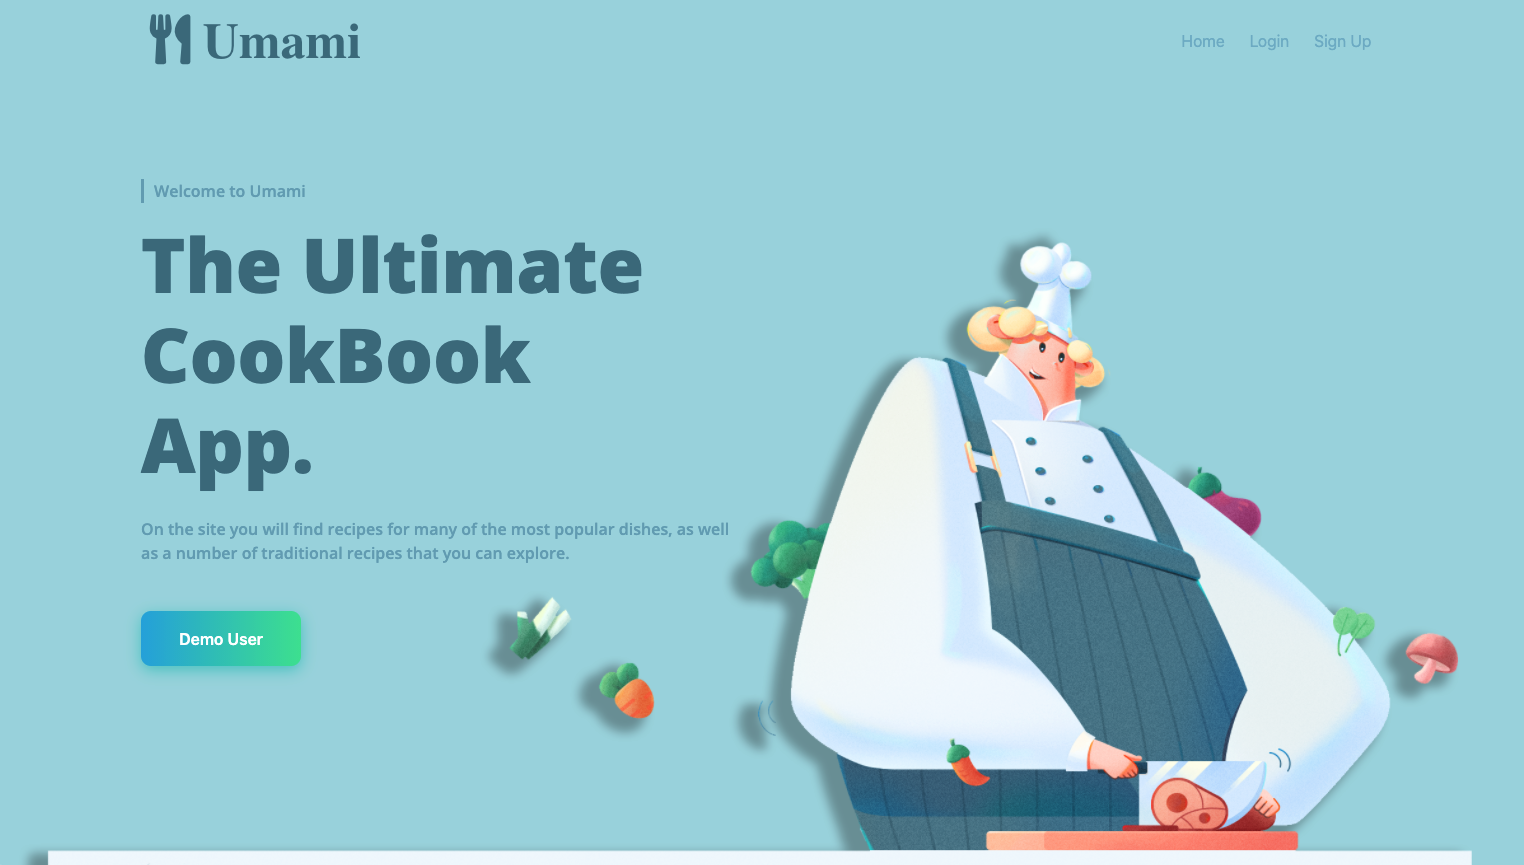 Umami
Home
Login
Sign Up
Welcome to Umami
The Ultimate
CookBook
App.
On the site you will find recipes for many of the most popular dishes, as well
as a number of traditional recipes that you can explore.
Demo User